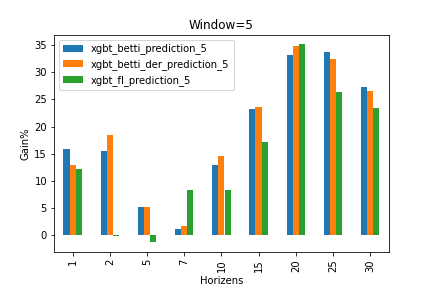 Window=5
xgbt_betti_prediction_5
xgbt_betti_der_prediction_5
xgbt_fl_prediction_5
Gain%
35
30
25
20
15
10
5
0
1 2 5 7 10 15 20 25 30
Horizens